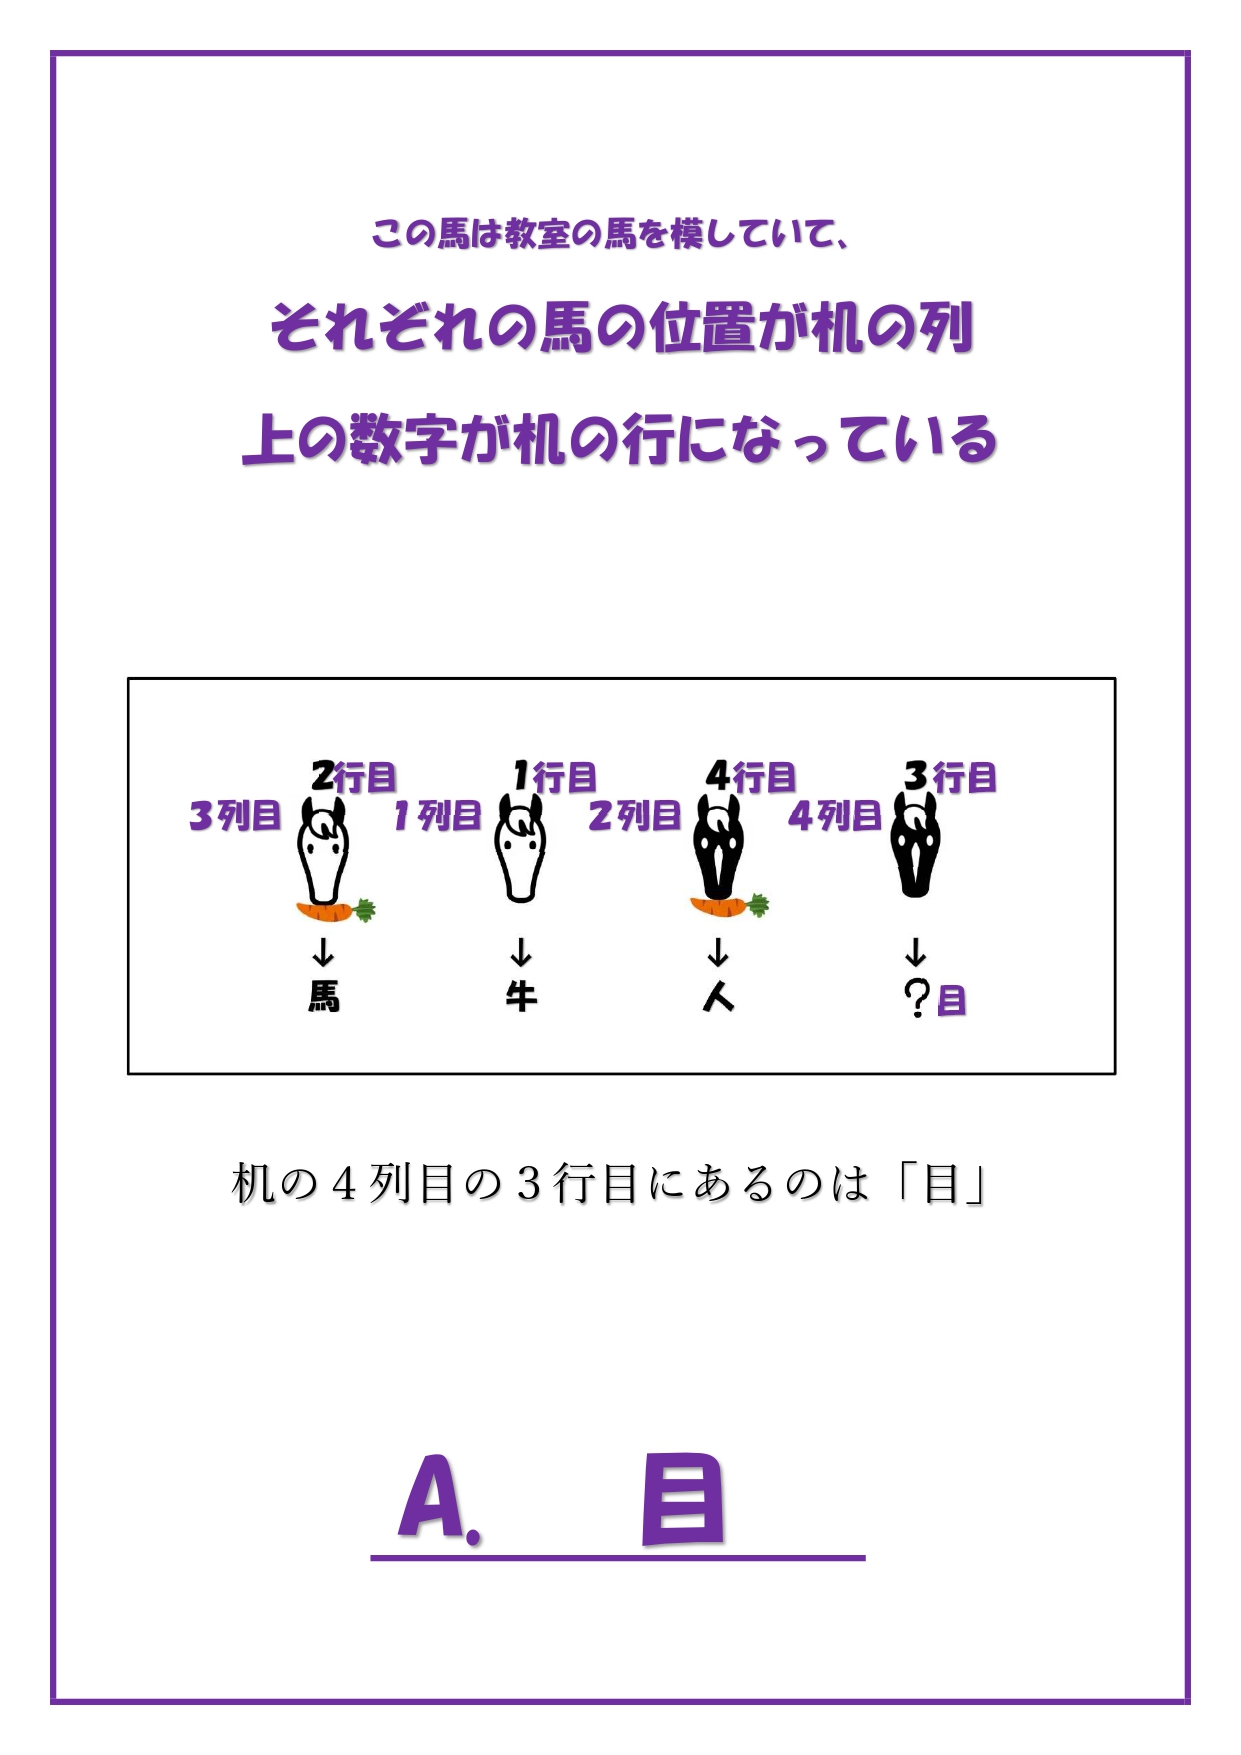 この馬は教室の馬を模していて、
それぞれの馬の位置が机の列
上の数字が机の行になっている
2行目 1行目 4行目 3行目
3列目 1列目 2列目 4列目
↓ ↓ ↓ ↓
馬 牛 人 ？目
机の４列目の３行目にあるのは「目」
A. 目